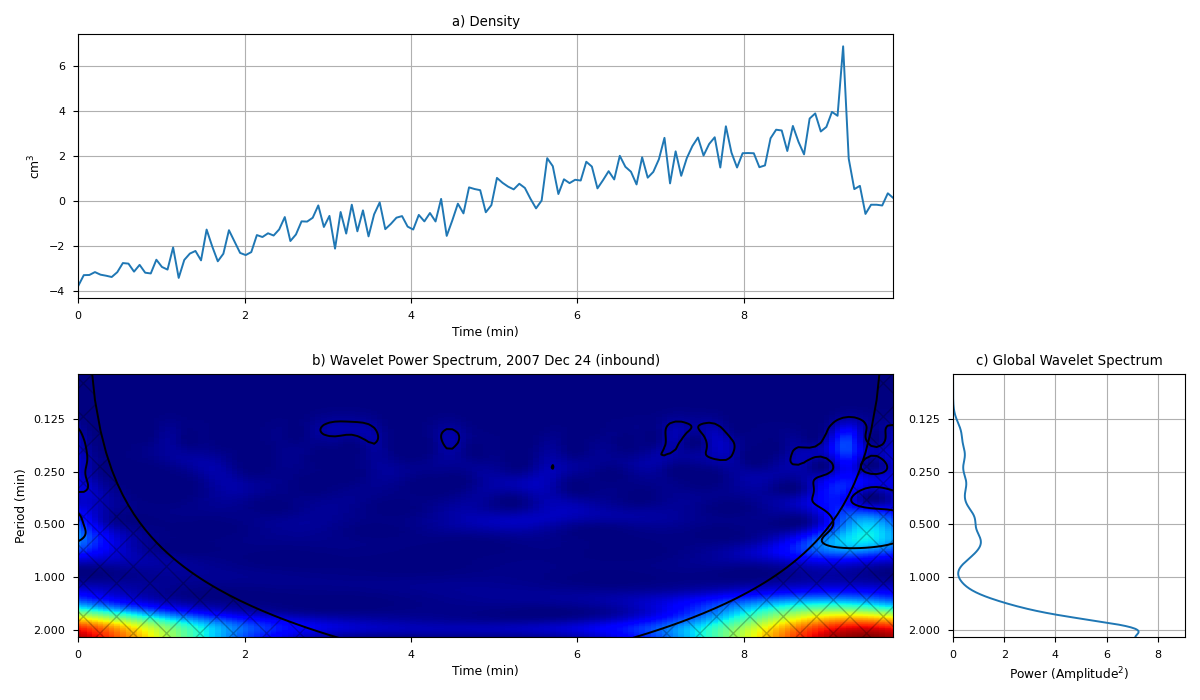 a) Density
cm³
6
4
2
0
−2
−4
0 2 4 6 8
Time (min)
b) Wavelet Power Spectrum, 2007 Dec 24 (inbound)
Period (min)
0.125
0.250
0.500
1.000
2.000
0 2 4 6 8
Time (min)
c) Global Wavelet Spectrum
0.125
0.250
0.500
1.000
2.000
0 2 4 6 8
Power (Amplitude²)